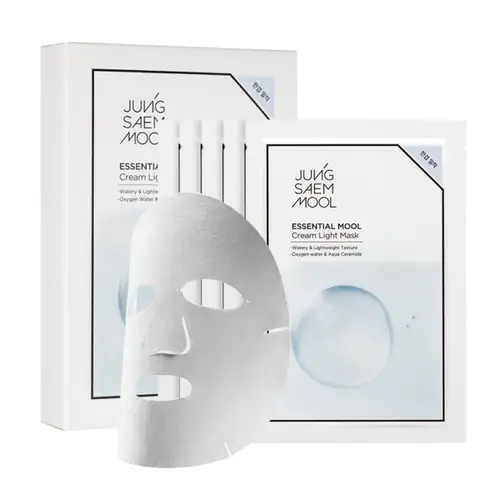 JUNG
SAEM
MOOL
ESSENTIAL
Cream Lig
•Watery & Lightwe
•Oxygen Water &
JUNG
SAEM
MOOL
ESSENTIAL MOOL
Cream Light Mask
•Watery & Lightweight Texture
•Oxygen water & Aqua Ceramide